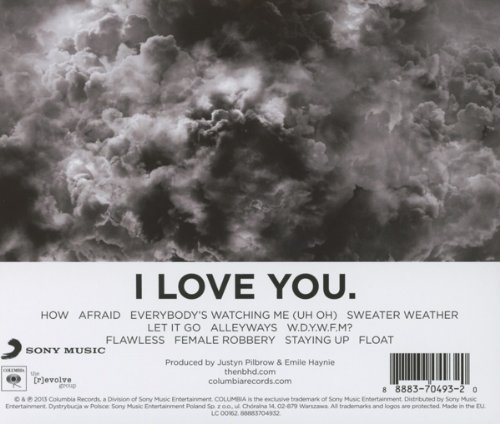 I LOVE YOU.
HOW AFRAID EVERYBODY'S WATCHING ME (UH OH) SWEATER WEATHER
LET IT GO ALLEYWAYS W.D.Y.W.F.M?
FLAWLESS FEMALE ROBBERY STAYING UP FLOAT
SONY MUSIC
COLUMBIA
the
[r]evolve
group
Produced by Justyn Pilbrow & Emile Haynie
thenbhd.com
columbiarecords.com
8 88883-70493-2 0
© & ℗ 2013 Columbia Records, a Division of Sony Music Entertainment. COLUMBIA is the exclusive trademark of Sony Music Entertainment. Distributed by Sony Music
Entertainment. Dystrybucja w Polsce: Sony Music Entertainment Poland Sp. z o.o., ul. Chóralna 14, 02-879 Warszawa. All trademarks and logos are protected. Made in the EU.
LC 00162. 88883704932.